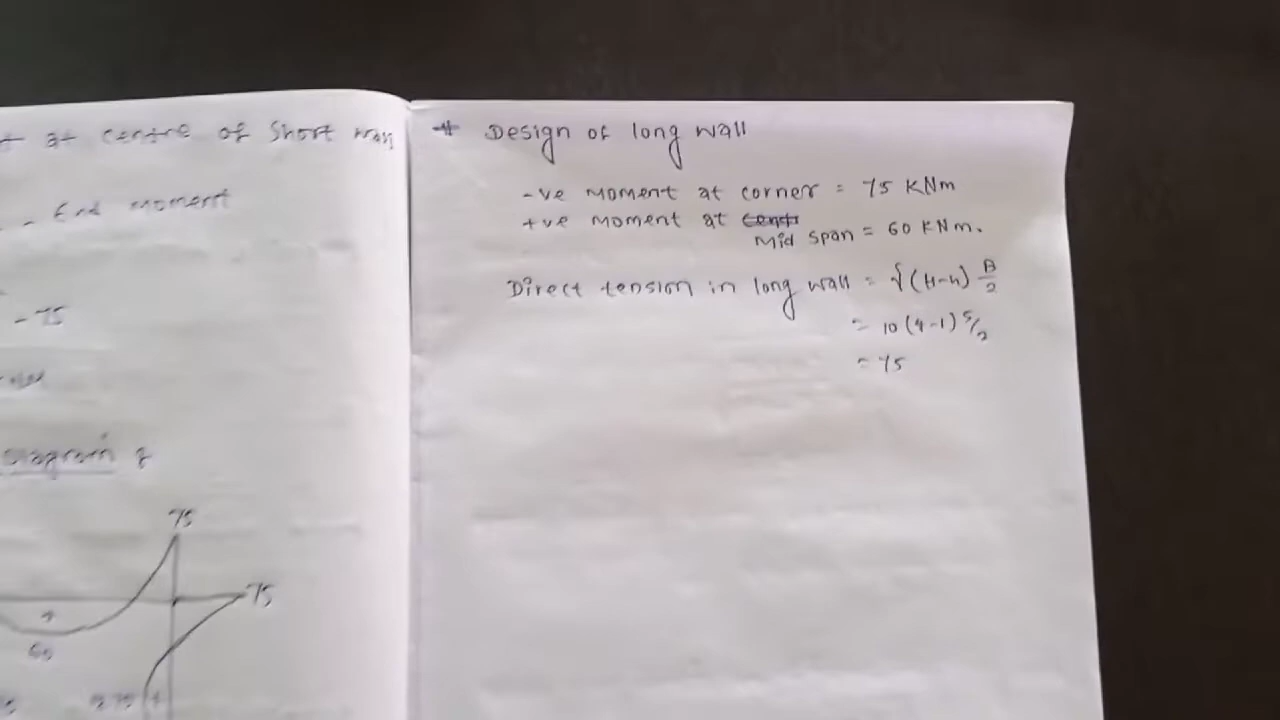 at centre of short wall
- End moment
- 75
Diagram
75
75
60
* Design of long wall
-ve moment at corner = 75 KNm
+ve moment at
Mid span = 60 KNm.
Direct tension in long wall = γ(H-h) B/2
= 10(4-1) 5/2
= 75